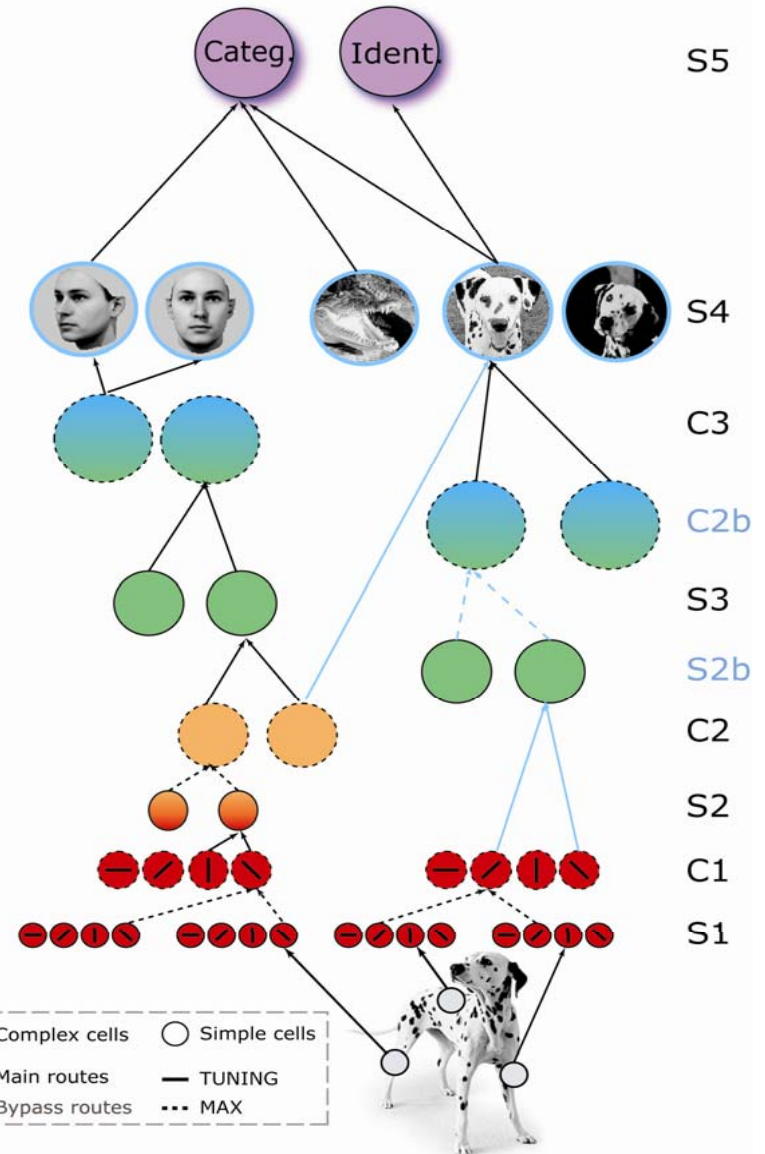 Categ.
Ident.
S5
S4
C3
C2b
S3
S2b
C2
S2
C1
S1
Complex cells
Simple cells
Main routes
TUNING
Bypass routes
MAX